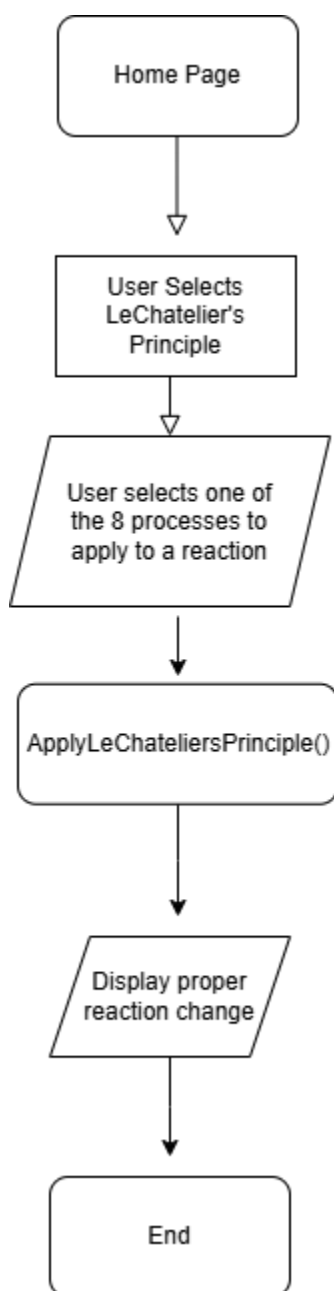 Home Page
User Selects
LeChatelier's
Principle
User selects one of
the 8 processes to
apply to a reaction
ApplyLeChateliersPrinciple()
Display proper
reaction change
End